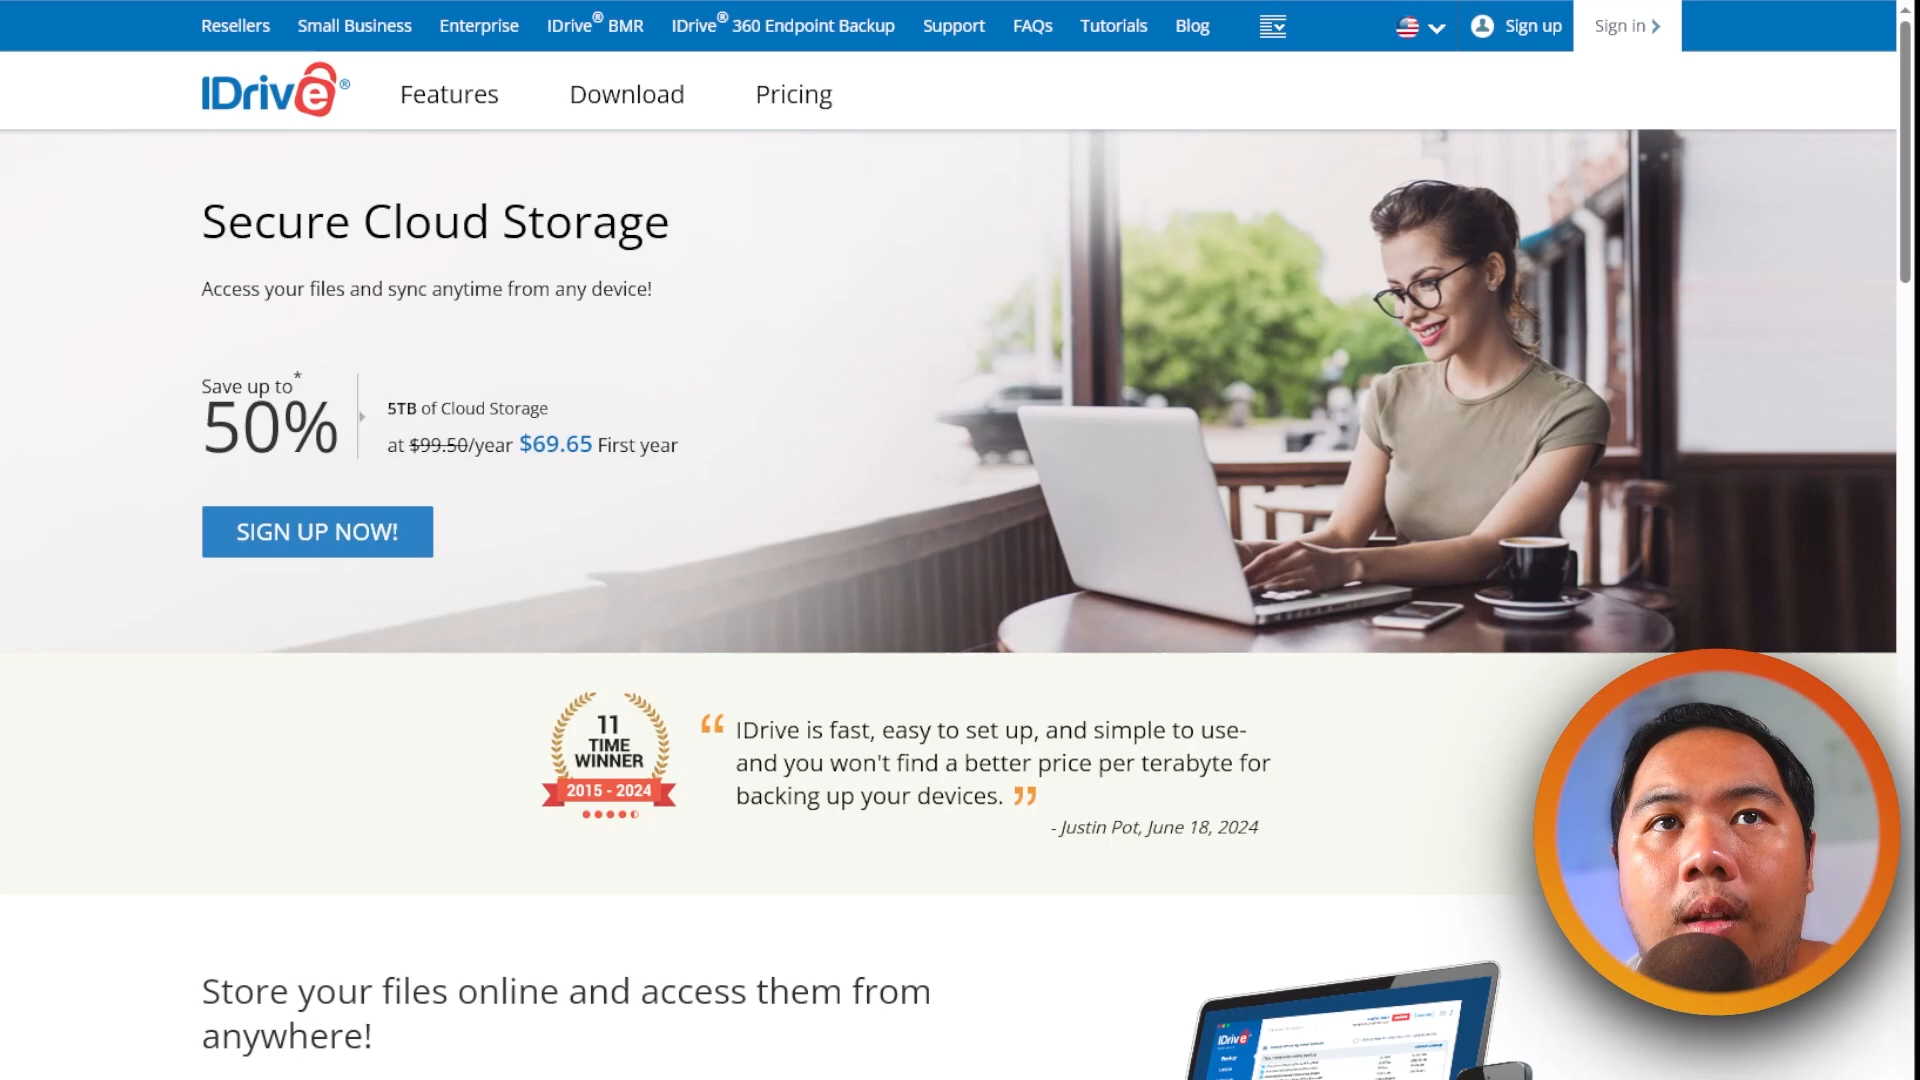 Resellers
Small Business
Enterprise
IDrive® BMR
IDrive® 360 Endpoint Backup
Support
FAQs
Tutorials
Blog
Sign up
Sign in
IDrive®
Features
Download
Pricing
Secure Cloud Storage
Access your files and sync anytime from any device!
Save up to*
50%
5TB of Cloud Storage
at $99.50/year $69.65 First year
SIGN UP NOW!
11
TIME
WINNER
2015 - 2024
“ IDrive is fast, easy to set up, and simple to use-
and you won't find a better price per terabyte for
backing up your devices. ”
- Justin Pot, June 18, 2024
Store your files online and access them from
anywhere!
IDrive